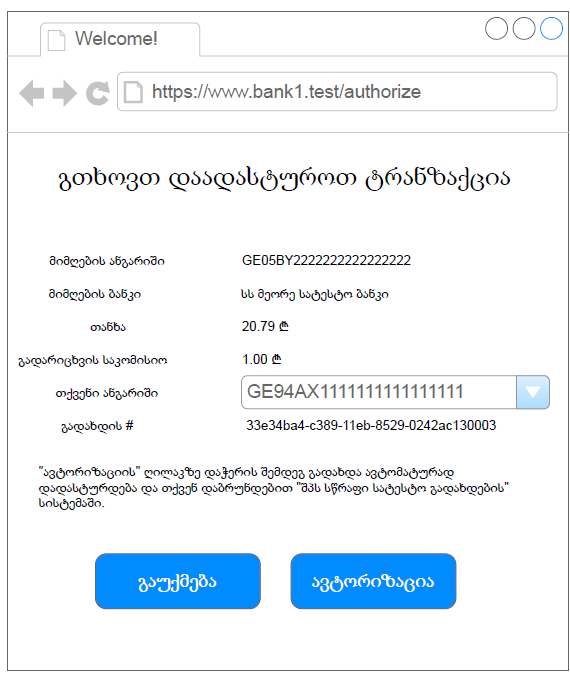 Welcome!
https://www.bank1.test/authorize
გთხოვთ დაადასტუროთ ტრანზაქცია
მიმღების ანგარიში GE05BY2222222222222222
მიმღების ბანკი სს მეორე სატესტო ბანკი
თანხა 20.79 ₾
გადარიცხვის საკომისიო 1.00 ₾
თქვენი ანგარიში GE94AX1111111111111111
გადახდის # 33e34ba4-c389-11eb-8529-0242ac130003
"ავტორიზაციის" ღილაკზე დაჭერის შემდეგ გადახდა ავტომატურად
დადასტურდება და თქვენ დაბრუნდებით "შპს სწრაფი სატესტო გადახდების"
სისტემაში.
გაუქმება ავტორიზაცია